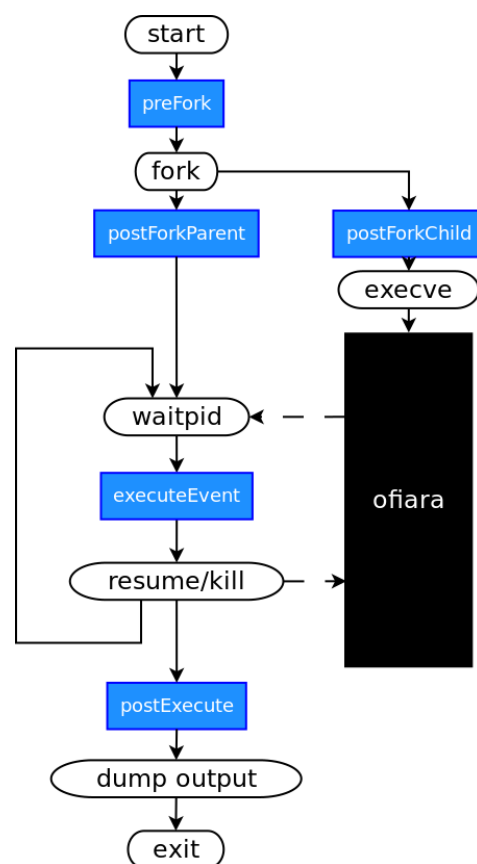 start
preFork
fork
postForkParent
postForkChild
execve
waitpid
ofiara
executeEvent
resume/kill
postExecute
dump output
exit